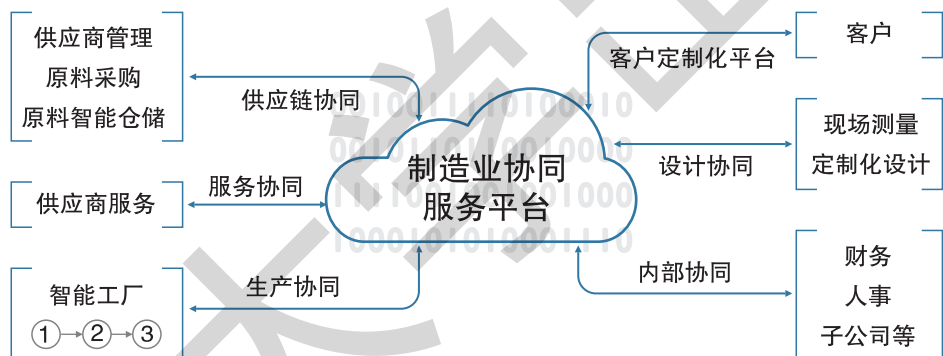 供应商管理
原料采购
原料智能仓储
供应链协同
供应商服务
服务协同
智能工厂
1 2 3
生产协同
制造业协同
服务平台
客户定制化平台
客户
设计协同
现场测量
定制化设计
内部协同
财务
人事
子公司等